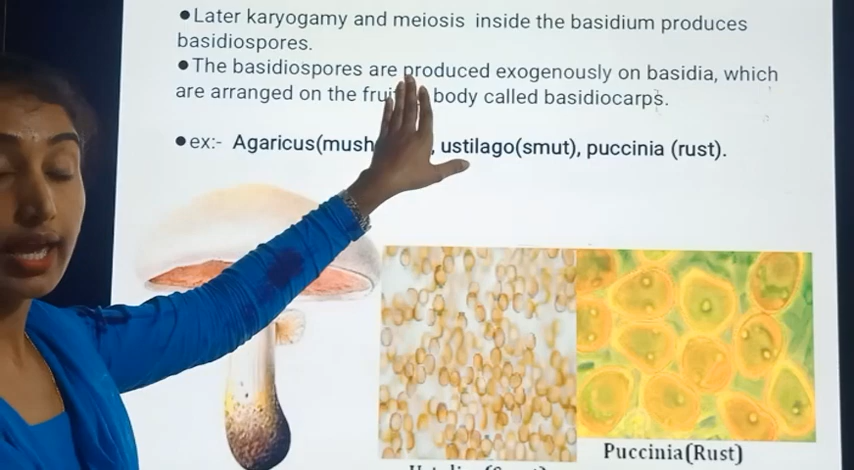 ●Later karyogamy and meiosis inside the basidium produces
basidiospores.
●The basidiospores are produced exogenously on basidia, which
are arranged on the body called basidiocarps.
●ex:- Agaricus(mush , ustilago(smut), puccinia (rust).
Puccinia(Rust)